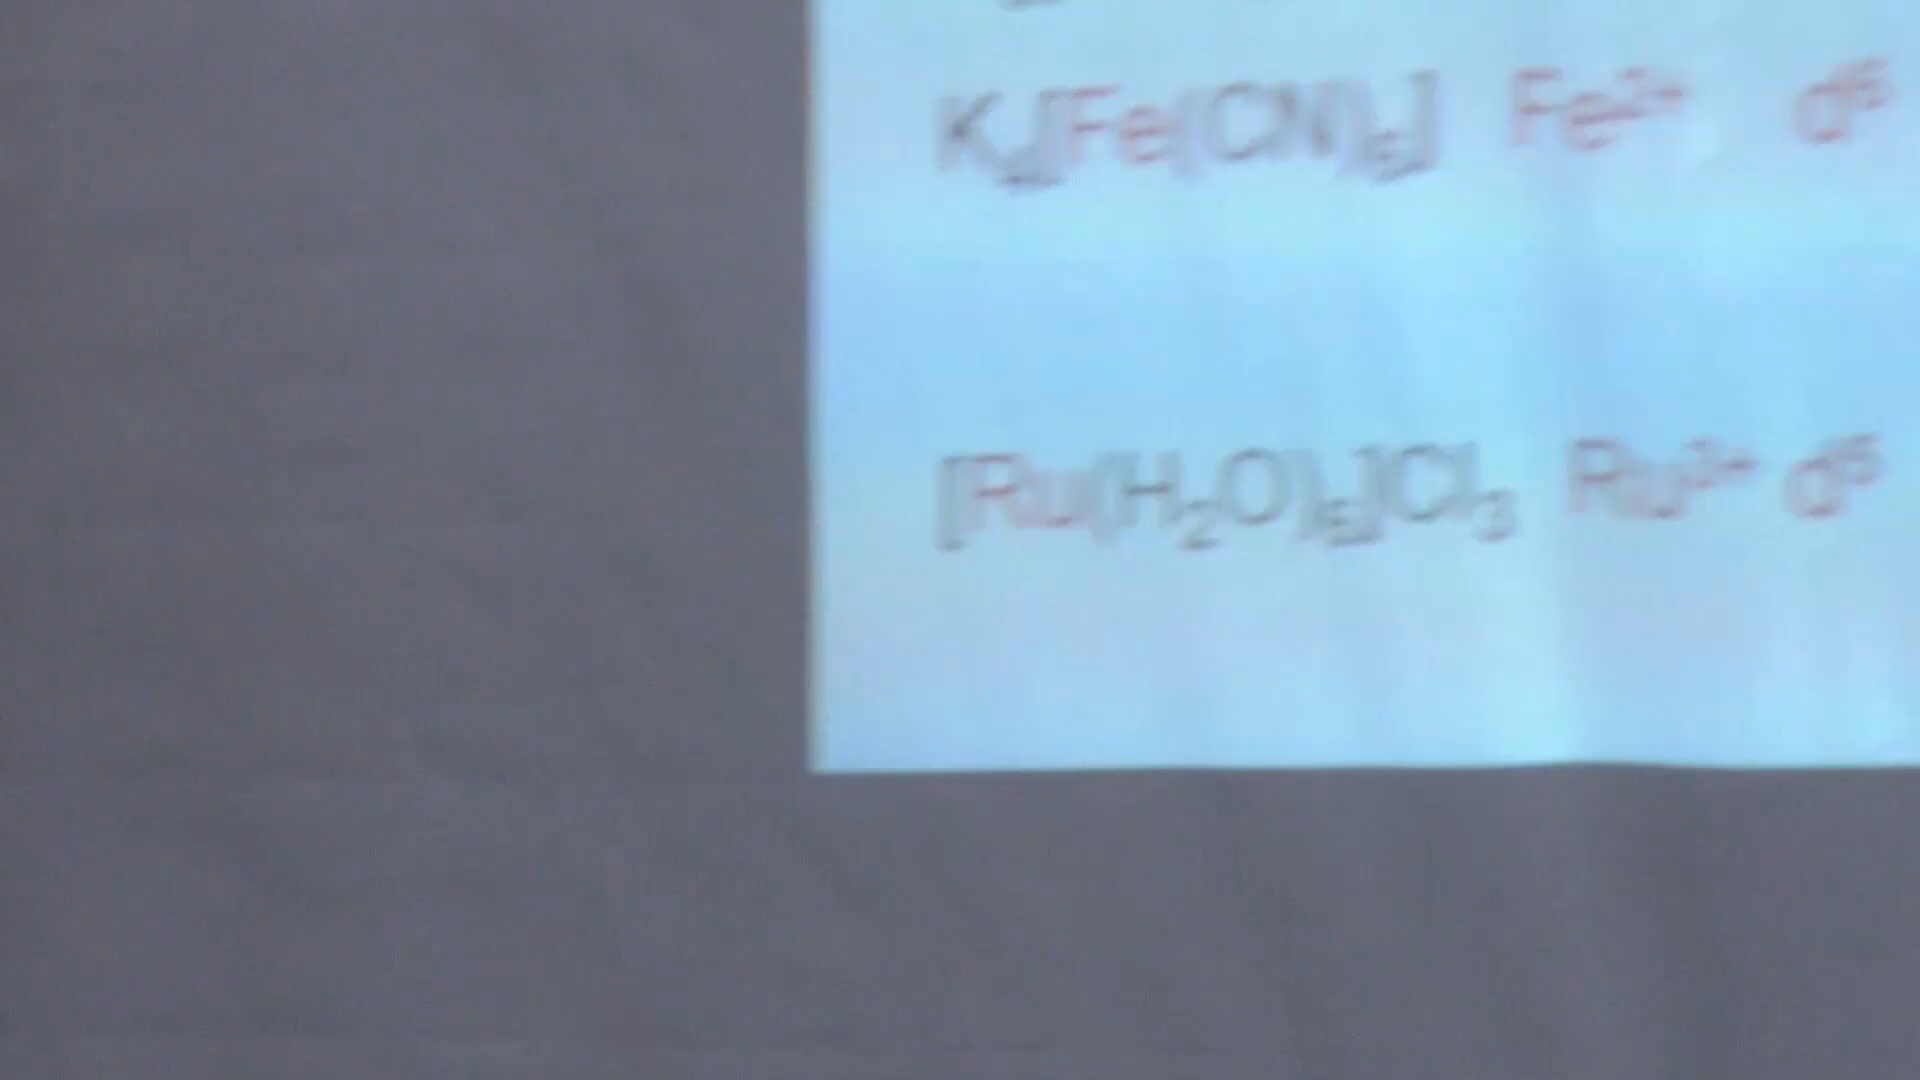 K₄[Fe(CN)₆] Fe²⁺ d⁶
[Ru(H₂O)₆]Cl₃ Ru³⁺ d⁵